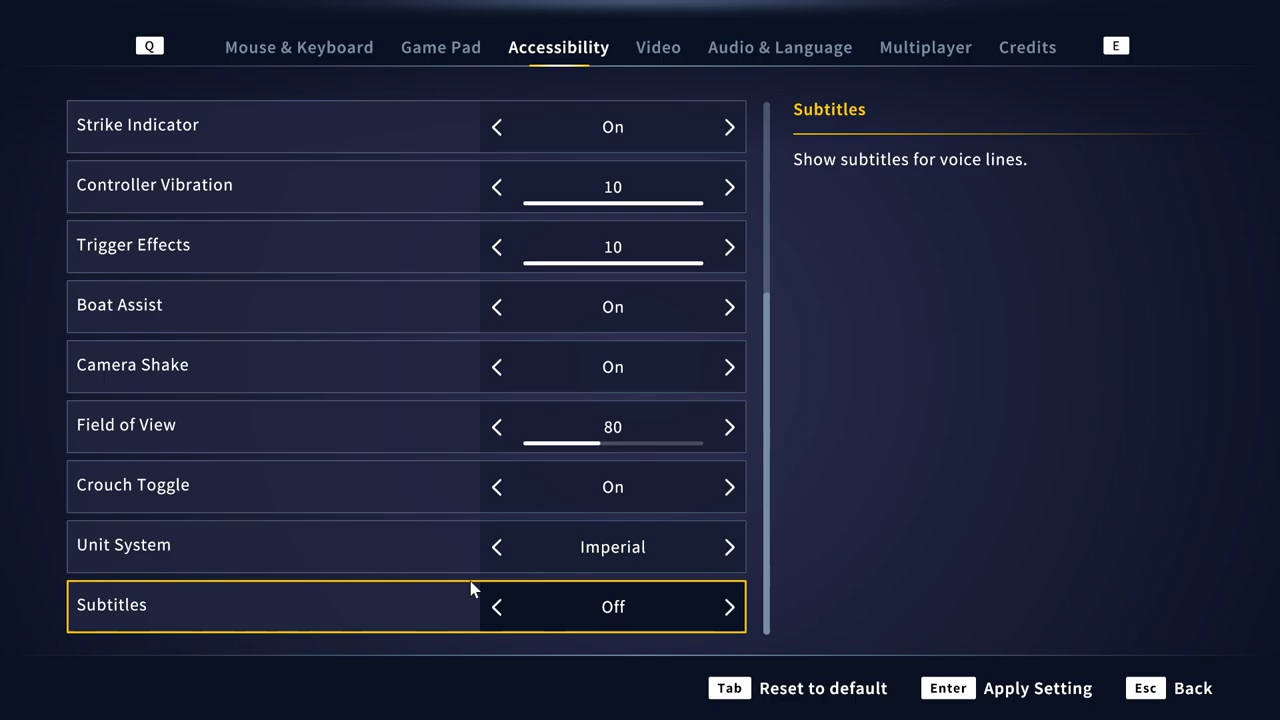 Q Mouse & Keyboard Game Pad Accessibility Video Audio & Language Multiplayer Credits E
Strike Indicator On
Controller Vibration 10
Trigger Effects 10
Boat Assist On
Camera Shake On
Field of View 80
Crouch Toggle On
Unit System Imperial
Subtitles Off
Subtitles
Show subtitles for voice lines.
Tab Reset to default Enter Apply Setting Esc Back